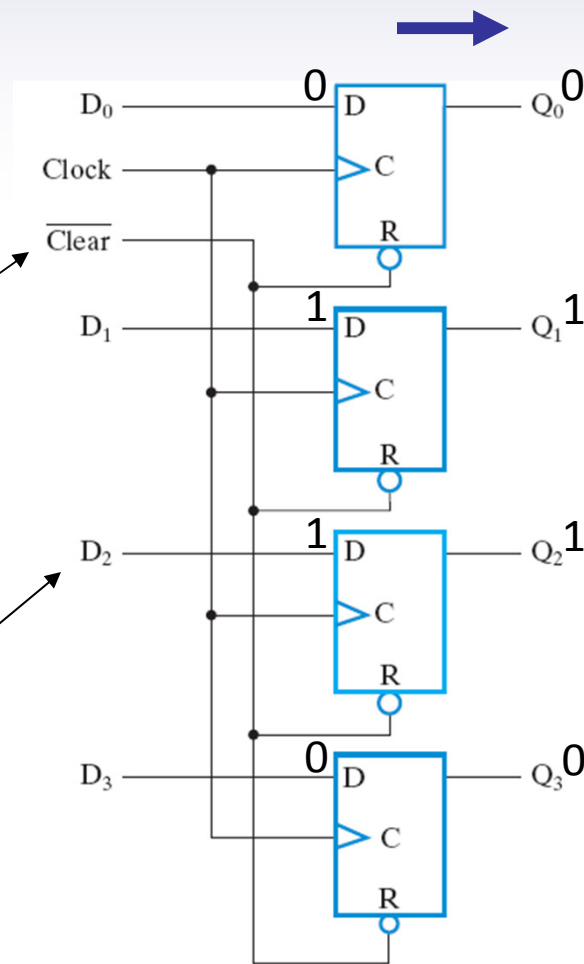 0 0
D₀ D Q₀
Clock C
Clear R
1 1
D₁ D Q₁
C
R
1 1
D₂ D Q₂
C
R
0 0
D₃ D Q₃
C
R